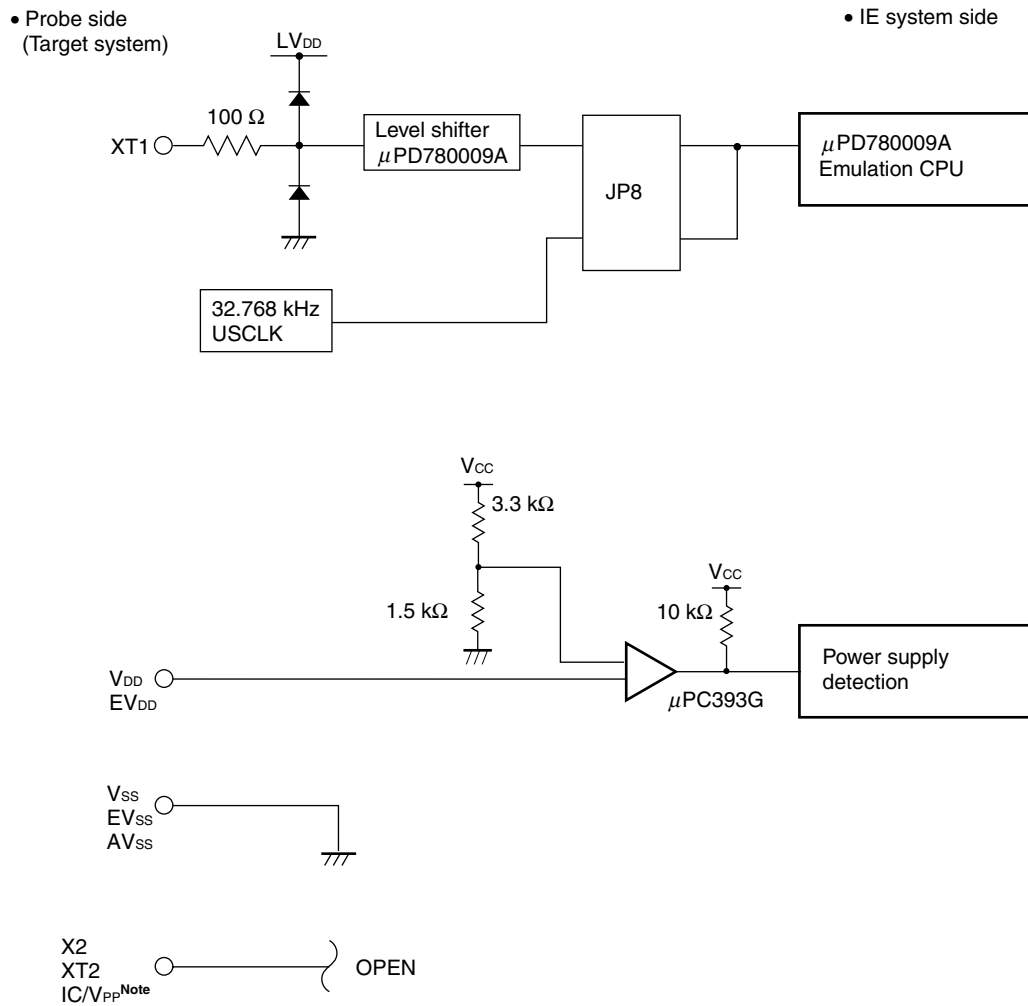 • Probe side
(Target system)
• IE system side
LVDD
100 Ω
XT1
Level shifter
μPD780009A
JP8
μPD780009A
Emulation CPU
32.768 kHz
USCLK
VCC
3.3 kΩ
1.5 kΩ
VCC
10 kΩ
VDD
EVDD
μPC393G
Power supply
detection
VSS
EVSS
AVSS
X2
XT2
IC/VPPNote
OPEN